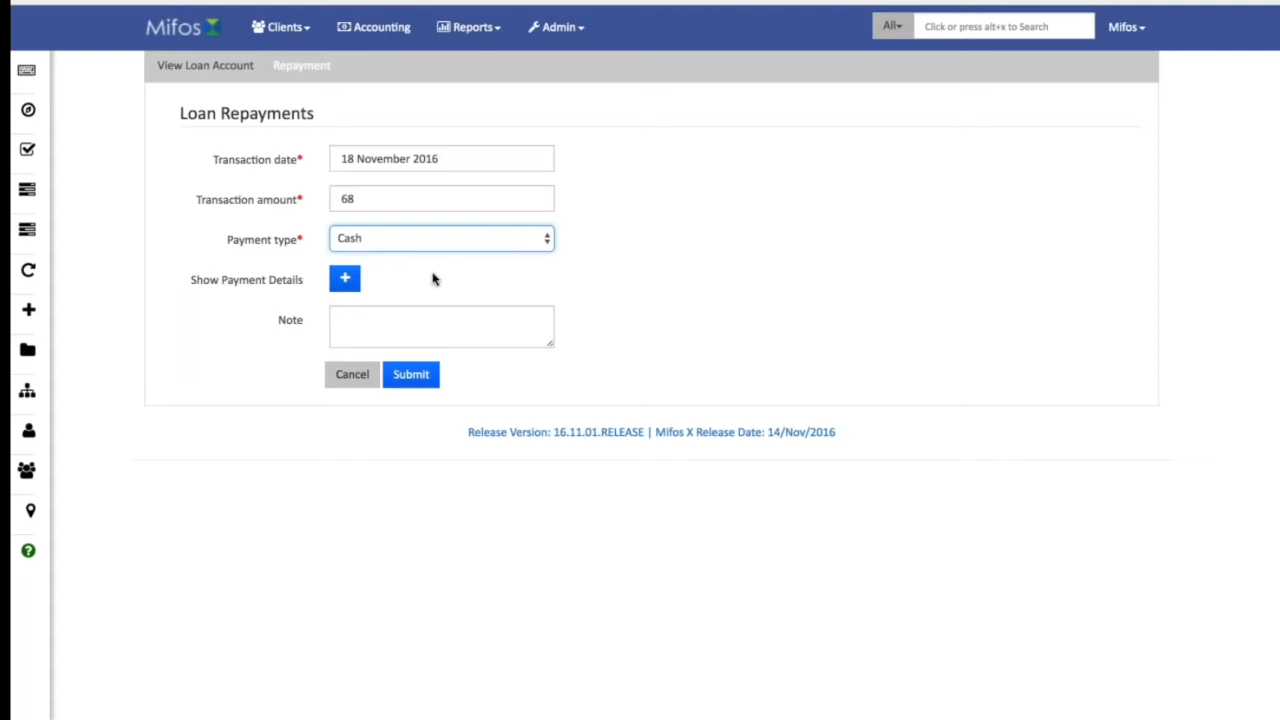 Mifos Clients Accounting Reports Admin All Click or press alt+x to Search Mifos
View Loan Account Repayment
Loan Repayments
Transaction date* 18 November 2016
Transaction amount* 68
Payment type* Cash
Show Payment Details +
Note
Cancel Submit
Release Version: 16.11.01.RELEASE | Mifos X Release Date: 14/Nov/2016